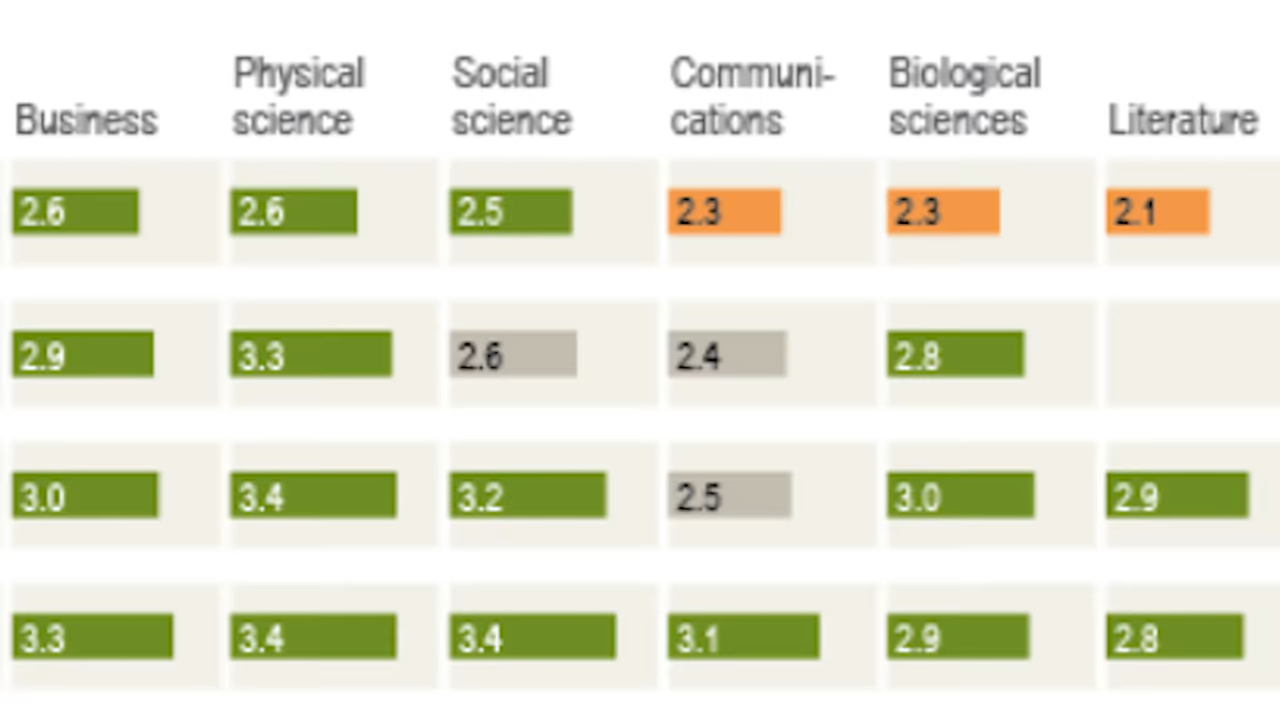 Business Physical science Social science Communi-cations Biological sciences Literature
2.6 2.6 2.5 2.3 2.3 2.1
2.9 3.3 2.6 2.4 2.8
3.0 3.4 3.2 2.5 3.0 2.9
3.3 3.4 3.4 3.1 2.9 2.8